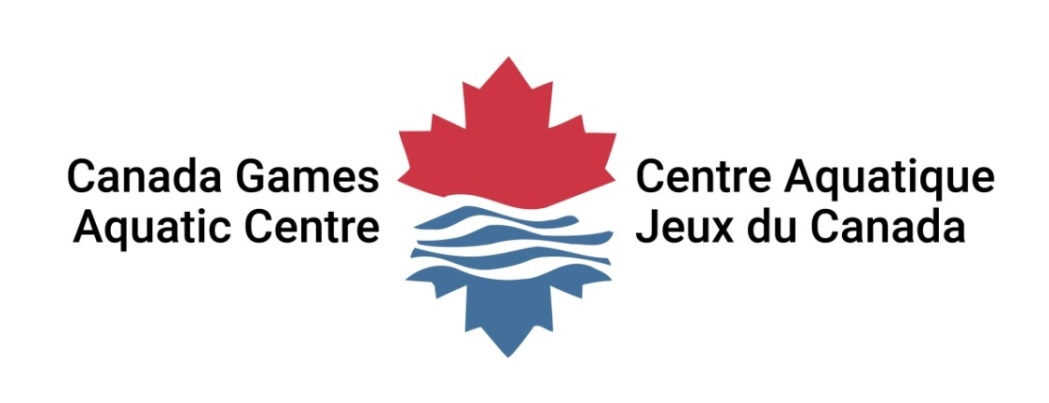 Canada Games
Aquatic Centre
Centre Aquatique
Jeux du Canada